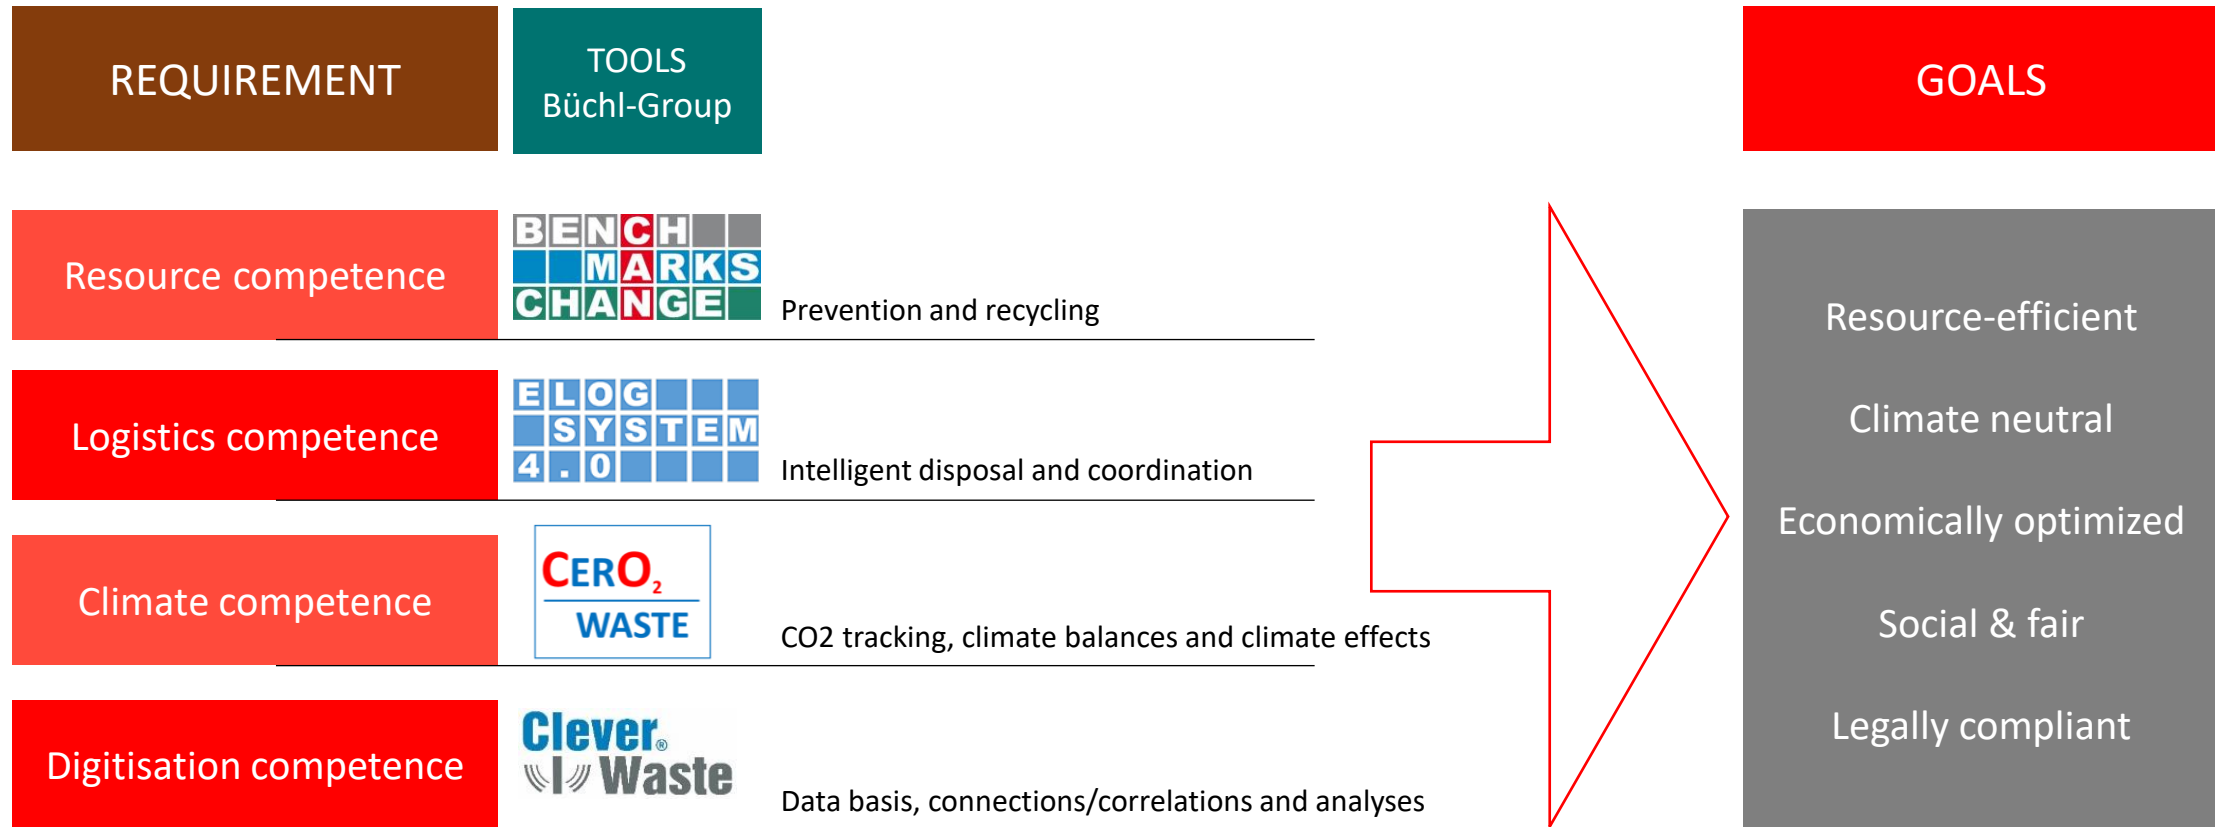 REQUIREMENT
TOOLS
Büchl-Group
GOALS
Resource competence
BENCH
MARKS
CHANGE
Prevention and recycling
Logistics competence
ELOG
SYSTEM
4.0
Intelligent disposal and coordination
Climate competence
CERO2
WASTE
CO2 tracking, climate balances and climate effects
Digitisation competence
Clever®
Waste
Data basis, connections/correlations and analyses
Resource-efficient
Climate neutral
Economically optimized
Social & fair
Legally compliant